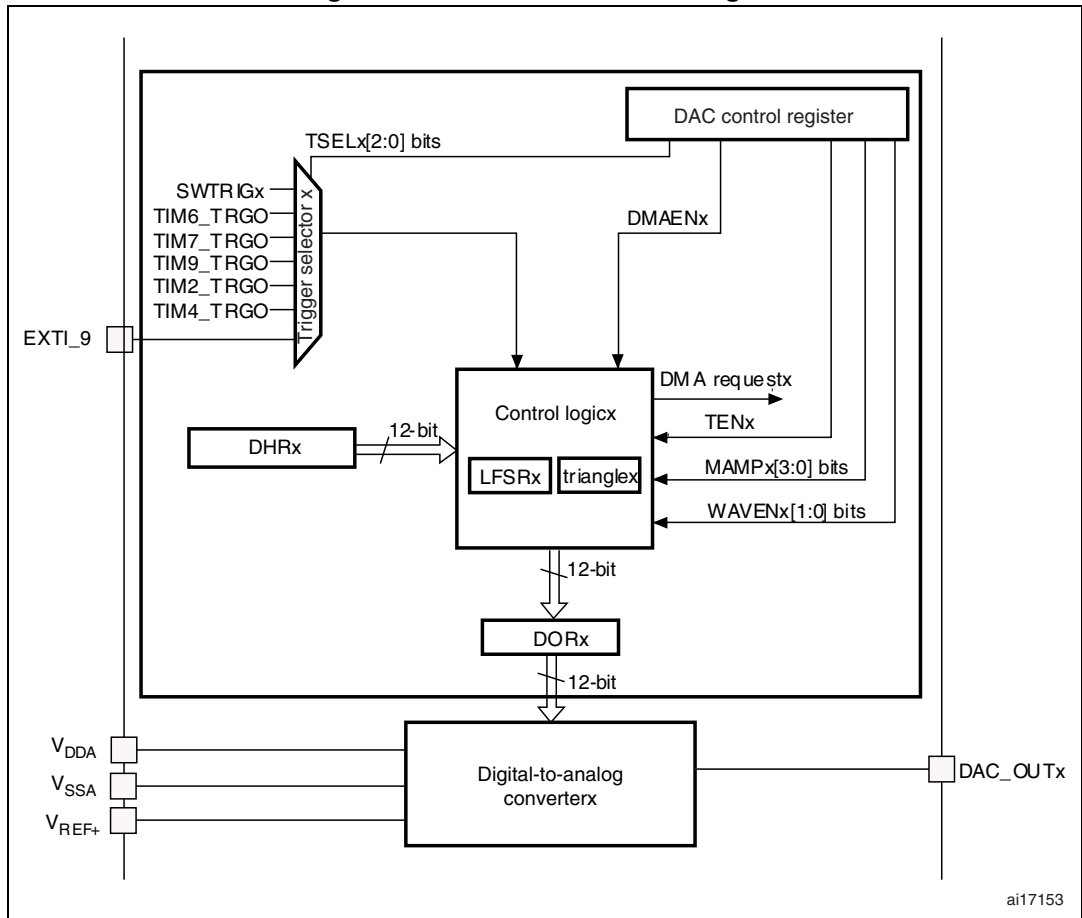 DAC control register
TSELx[2:0] bits
SWTRIGx
TIM6_TRGO
TIM7_TRGO
TIM9_TRGO
TIM2_TRGO
TIM4_TRGO
EXTI_9
Trigger selector x
DMAENx
DMA requestx
Control logicx
TENx
12-bit
DHRx
LFSRx
trianglex
MAMPx[3:0] bits
WAVENx[1:0] bits
12-bit
DORx
12-bit
VDDA
VSSA
VREF+
Digital-to-analog
converterx
DAC_OUTx
ai17153